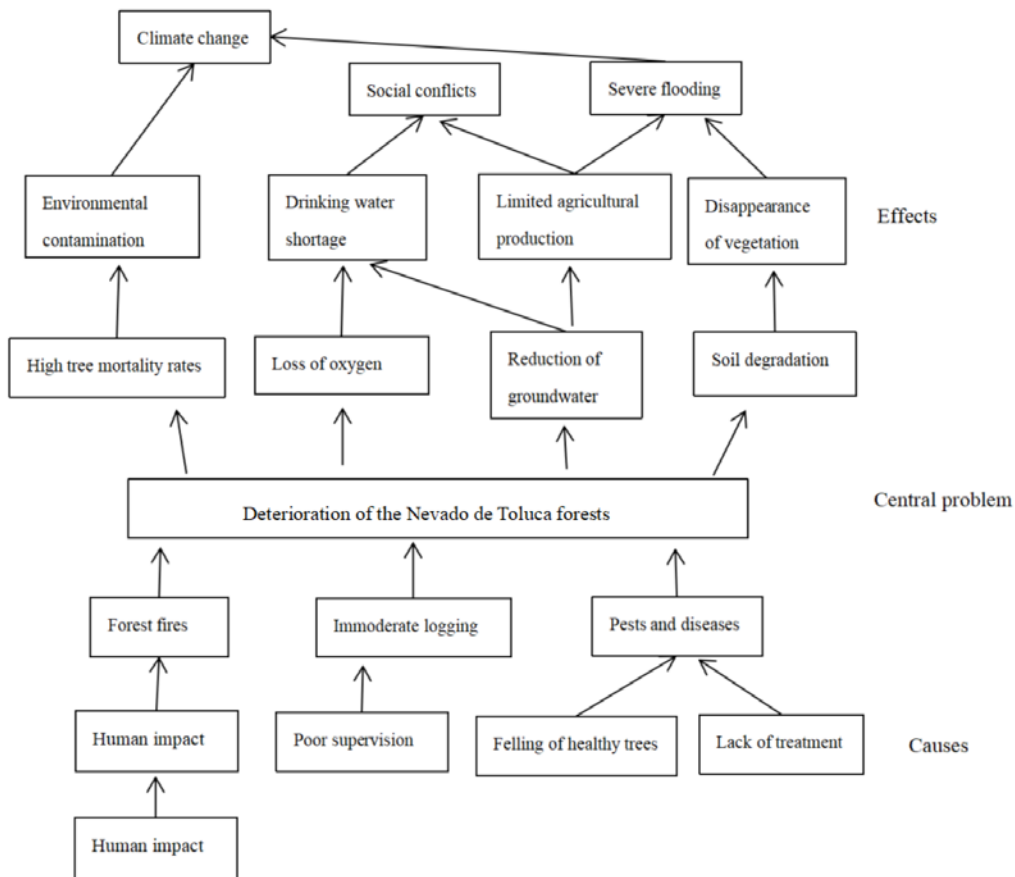 Climate change
Social conflicts
Severe flooding
Environmental
contamination
Drinking water
shortage
Limited agricultural
production
Disappearance
of vegetation
Effects
High tree mortality rates
Loss of oxygen
Reduction of
groundwater
Soil degradation
Deterioration of the Nevado de Toluca forests
Central problem
Forest fires
Immoderate logging
Pests and diseases
Human impact
Poor supervision
Felling of healthy trees
Lack of treatment
Causes
Human impact